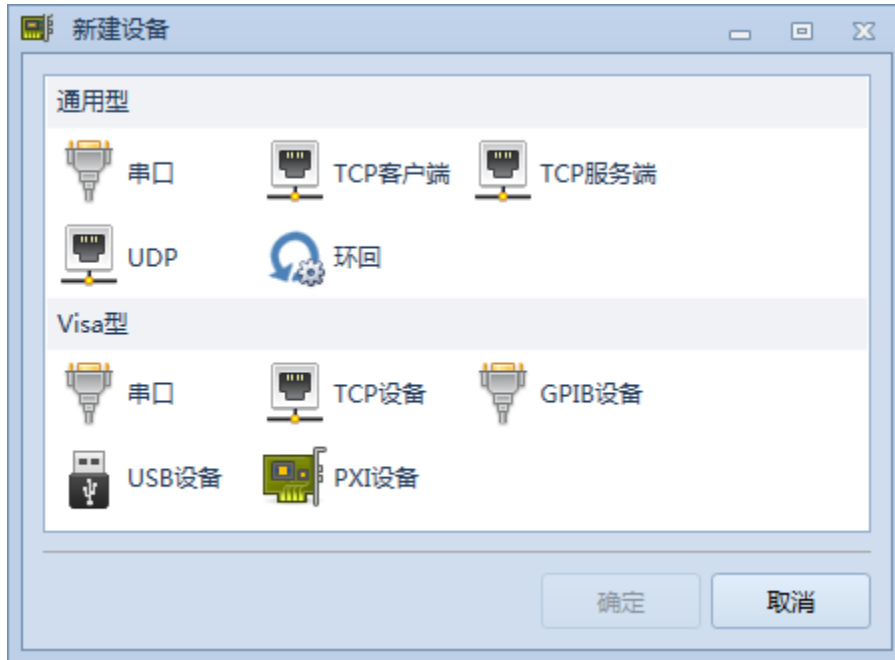 新建设备
通用型
串口 TCP客户端 TCP服务端
UDP 环回
Visa型
串口 TCP设备 GPIB设备
USB设备 PXI设备
确定 取消